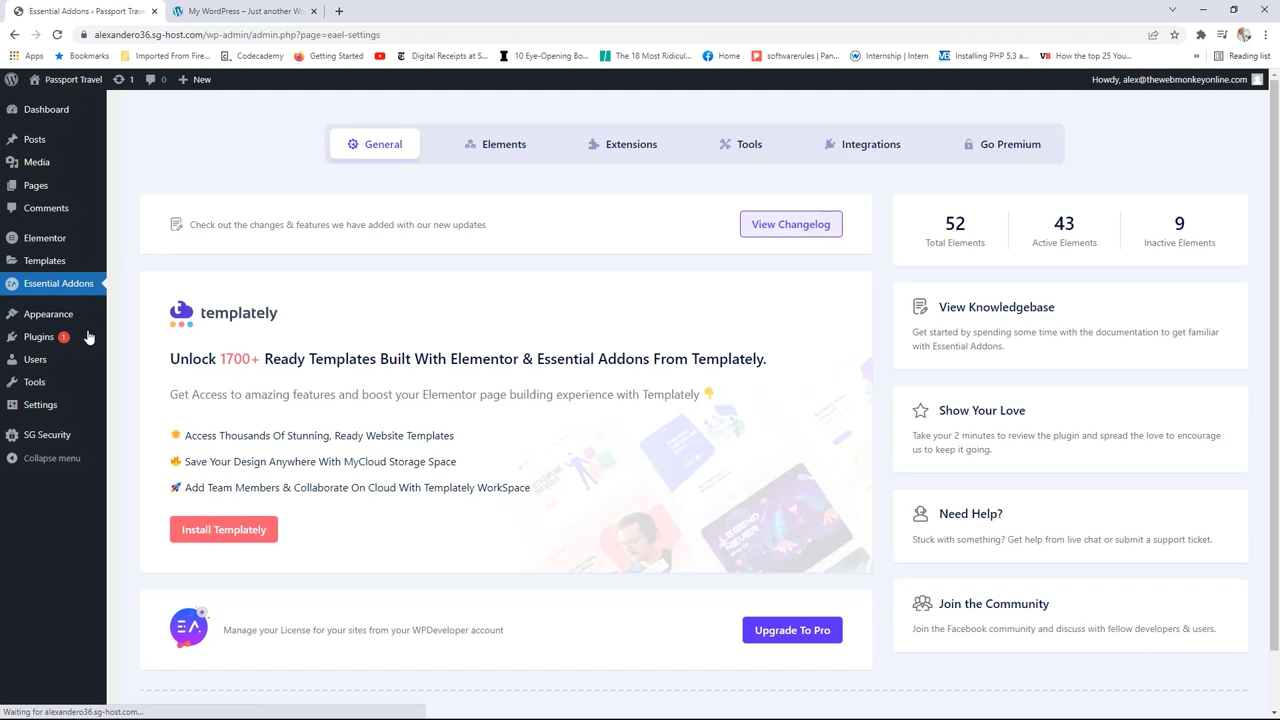 Essential Addons ‹ Passport Trave
My WordPress – Just another Wo
alexandero36.sg-host.com/wp-admin/admin.php?page=eael-settings
Apps
Bookmarks
Imported From Fire...
Codecademy
Getting Started
Digital Receipts at S...
10 Eye-Opening Bo...
The 18 Most Ridicul...
Home
softwarerules | Pan...
Internship | Intern
Installing PHP 5.3 a...
How the top 25 You...
»
Reading list
Passport Travel
1
0
New
Howdy, alex@thewebmonkeyonline.com
Dashboard
Posts
Media
Pages
Comments
Elementor
Templates
Essential Addons
Appearance
Plugins 1
Users
Tools
Settings
SG Security
Collapse menu
General
Elements
Extensions
Tools
Integrations
Go Premium
Check out the changes & features we have added with our new updates
View Changelog
templately
Unlock 1700+ Ready Templates Built With Elementor & Essential Addons From Templately.
Get Access to amazing features and boost your Elementor page building experience with Templately 👇
Access Thousands Of Stunning, Ready Website Templates
Save Your Design Anywhere With MyCloud Storage Space
Add Team Members & Collaborate On Cloud With Templately WorkSpace
Install Templately
EA
Manage your License for your sites from your WPDeveloper account
Upgrade To Pro
52
Total Elements
43
Active Elements
9
Inactive Elements
View Knowledgebase
Get started by spending some time with the documentation to get familiar
with Essential Addons.
Show Your Love
Take your 2 minutes to review the plugin and spread the love to encourage
us to keep it going.
Need Help?
Stuck with something? Get help from live chat or submit a support ticket.
Join the Community
Join the Facebook community and discuss with fellow developers & users.
Waiting for alexandero36.sg-host.com...